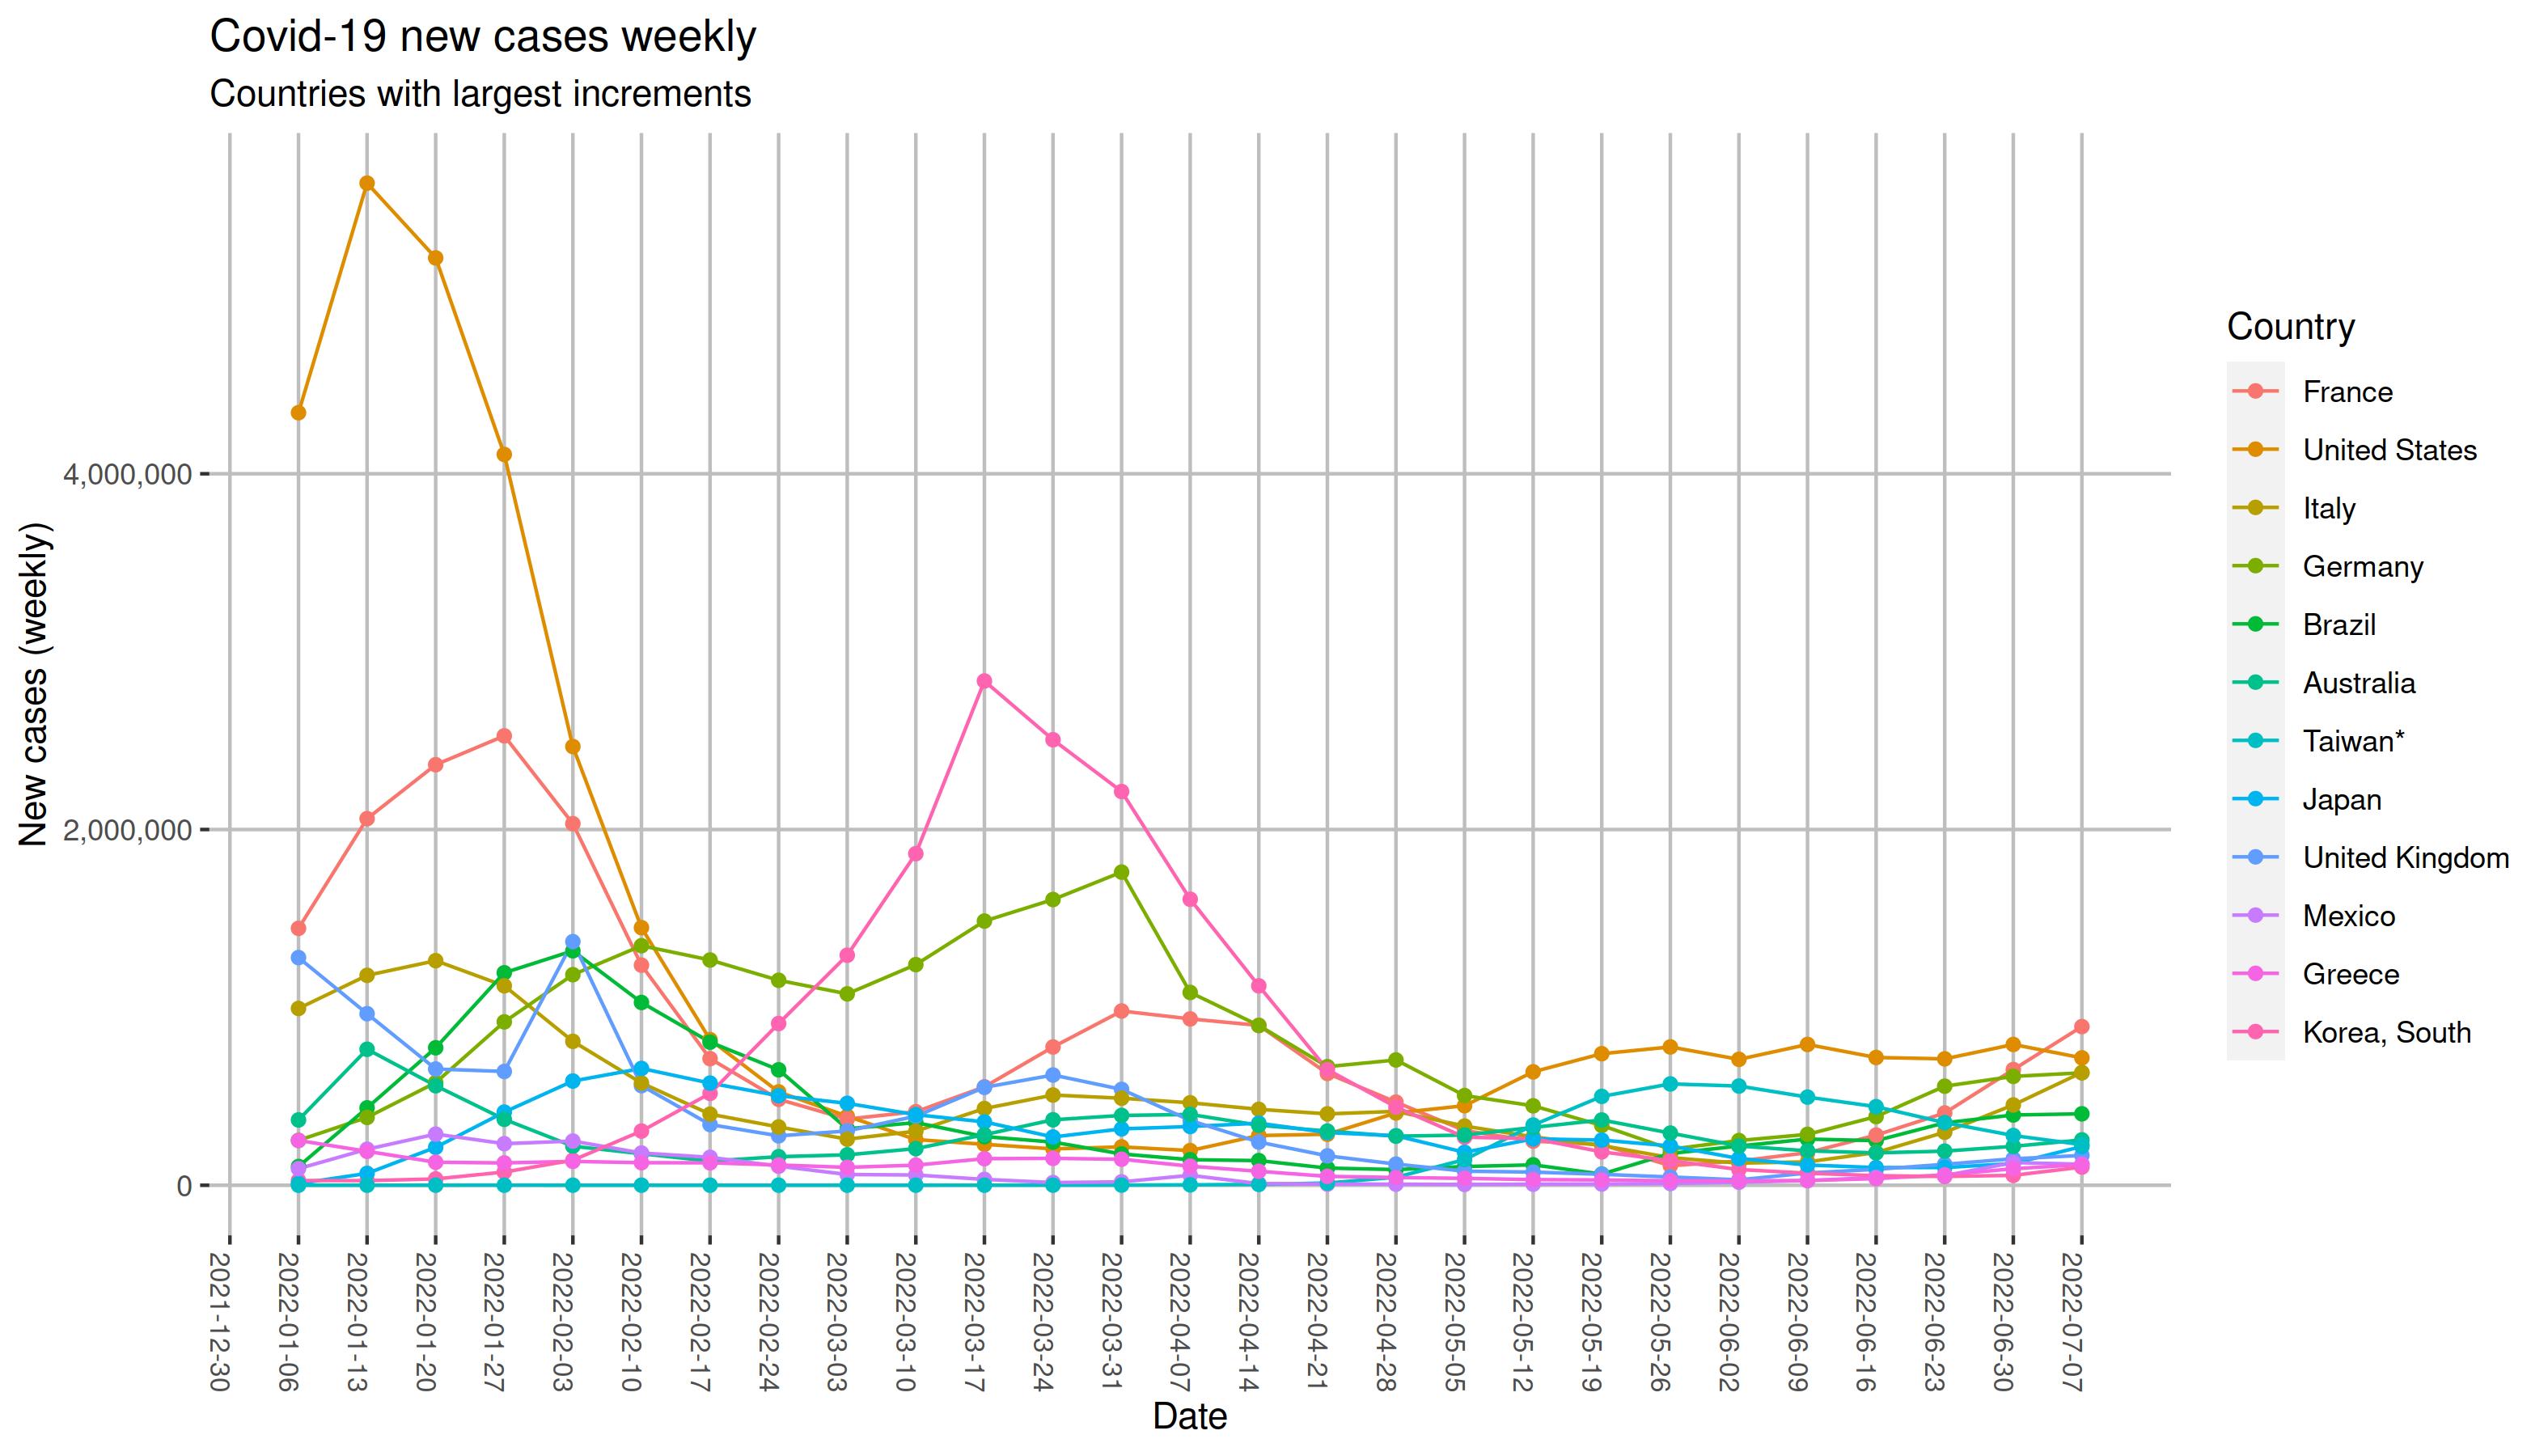 Covid-19 new cases weekly
Countries with largest increments
New cases (weekly)
4,000,000
2,000,000
0
2021-12-30
2022-01-06
2022-01-13
2022-01-20
2022-01-27
2022-02-03
2022-02-10
2022-02-17
2022-02-24
2022-03-03
2022-03-10
2022-03-17
2022-03-24
2022-03-31
2022-04-07
2022-04-14
2022-04-21
2022-04-28
2022-05-05
2022-05-12
2022-05-19
2022-05-26
2022-06-02
2022-06-09
2022-06-16
2022-06-23
2022-06-30
2022-07-07
Date
Country
France
United States
Italy
Germany
Brazil
Australia
Taiwan*
Japan
United Kingdom
Mexico
Greece
Korea, South